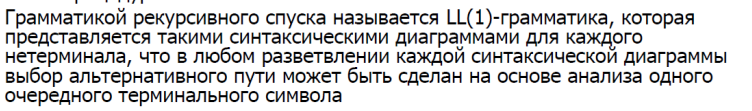 Грамматикой рекурсивного спуска называется LL(1)-грамматика, которая
представляется такими синтаксическими диаграммами для каждого
нетерминала, что в любом разветвлении каждой синтаксической диаграммы
выбор альтернативного пути может быть сделан на основе анализа одного
очередного терминального символа